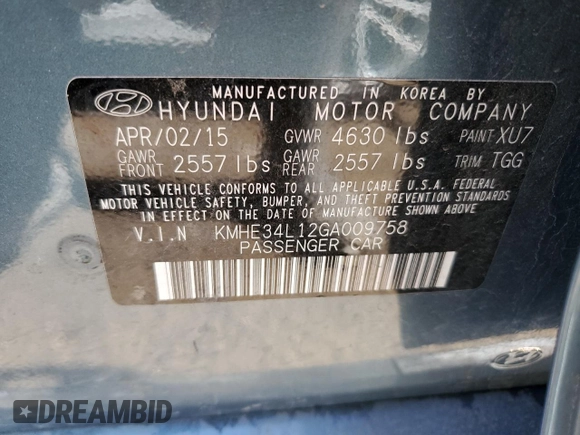 MANUFACTURED IN KOREA BY
HYUNDAI MOTOR COMPANY
APR/02/15 GVWR 4630 lbs PAINT XU7
GAWR FRONT 2557 lbs GAWR REAR 2557 lbs TRIM TGG
THIS VEHICLE CONFORMS TO ALL APPLICABLE U.S.A. FEDERAL
MOTOR VEHICLE SAFETY, BUMPER, AND THEFT PREVENTION STANDARDS
IN EFFECT ON THE DATE OF MANUFACTURE SHOWN ABOVE
V.I.N KMHE34L12GA009758
PASSENGER CAR
DREAMBID